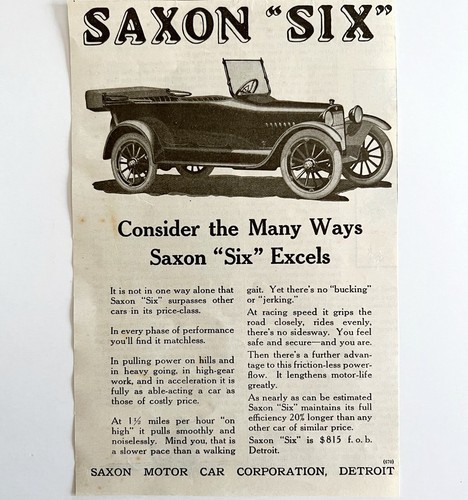 SAXON "SIX"
Consider the Many Ways
Saxon "Six" Excels
It is not in one way alone that
Saxon "Six" surpasses other
cars in its price-class.
In every phase of performance
you'll find it matchless.
In pulling power on hills and
in heavy going, in high-gear
work, and in acceleration it is
fully as able-acting a car as
those of costly price.
At 1½ miles per hour "on
high" it pulls smoothly and
noiselessly. Mind you, that is
a slower pace than a walking
gait. Yet there's no "bucking"
or "jerking."
At racing speed it grips the
road closely, rides evenly,
there's no sidesway. You feel
safe and secure—and you are.
Then there's a further advan-
tage to this friction-less power-
flow. It lengthens motor-life
greatly.
As nearly as can be estimated
Saxon "Six" maintains its full
efficiency 20% longer than any
other car of similar price.
Saxon "Six" is $815 f. o. b.
Detroit.
SAXON MOTOR CAR CORPORATION, DETROIT